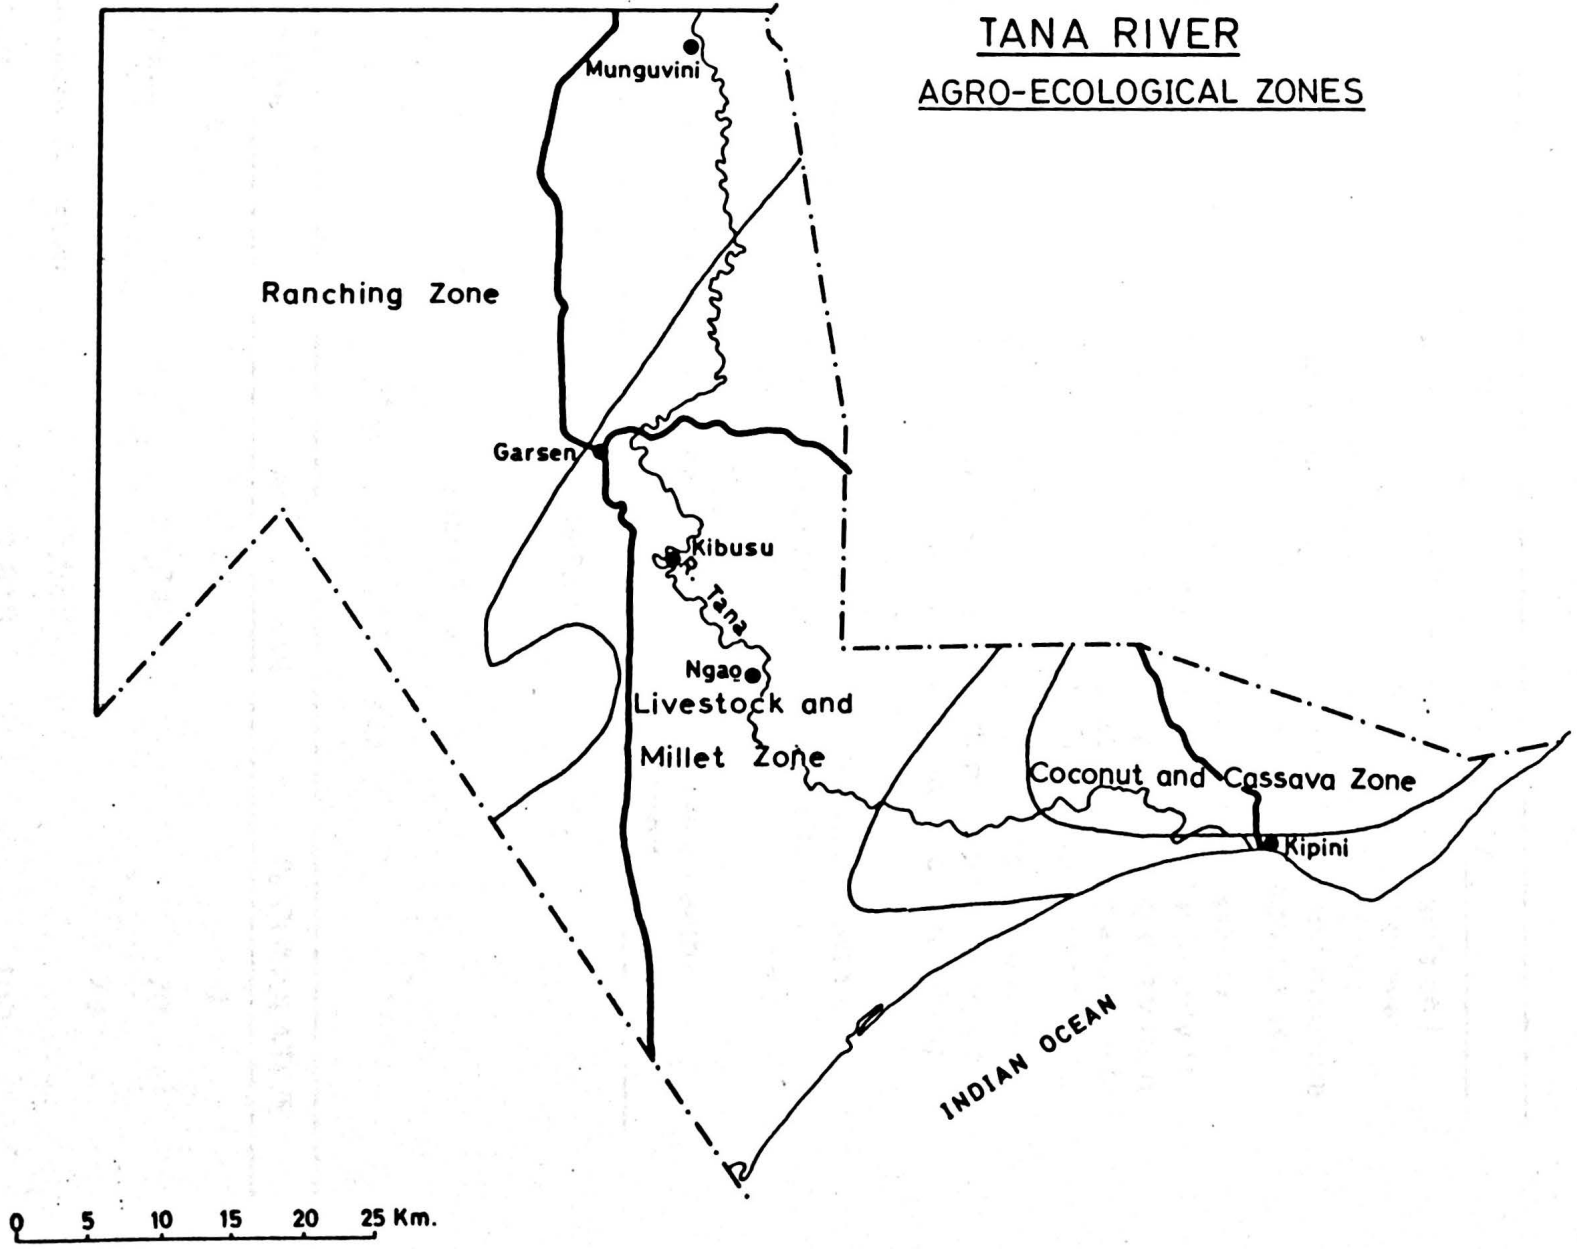 TANA RIVER
AGRO-ECOLOGICAL ZONES
Munguvini
Ranching Zone
Garsen
Kibusu
R. Tana
Ngao
Livestock and
Millet Zone
Coconut and Cassava Zone
Kipini
INDIAN OCEAN
0 5 10 15 20 25 Km.